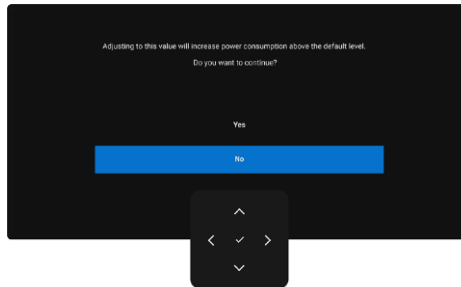 Adjusting to this value will increase power consumption above the default level.
Do you want to continue?
Yes
No